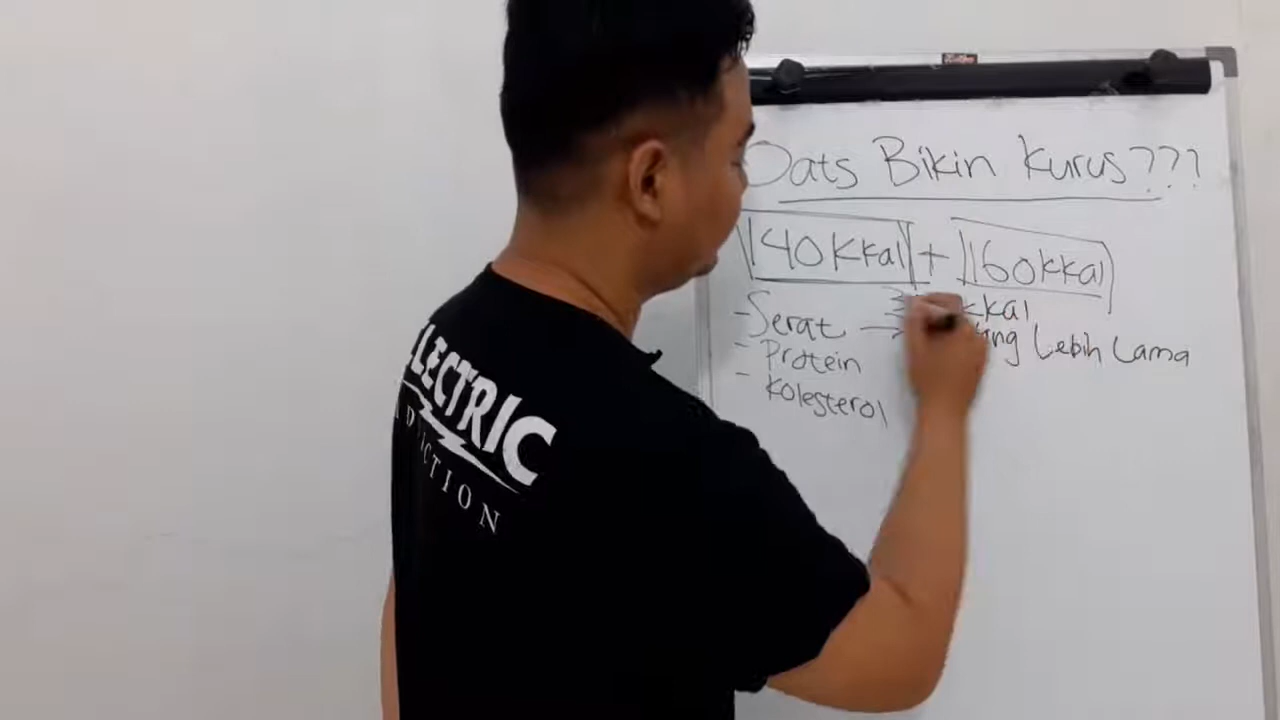 Oats Bikin Kurus???
140 kkal + 160 kkal
kkal
- Serat → Lebih Lama
- Protein
- Kolesterol
ELECTRIC